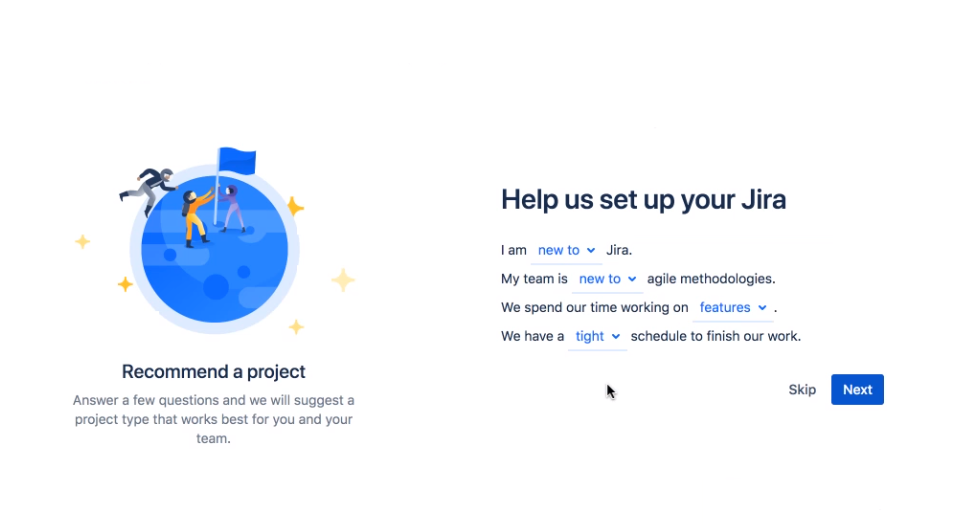 Help us set up your Jira
I am new to Jira.
My team is new to agile methodologies.
We spend our time working on features .
We have a tight schedule to finish our work.
Skip Next
Recommend a project
Answer a few questions and we will suggest a
project type that works best for you and your
team.